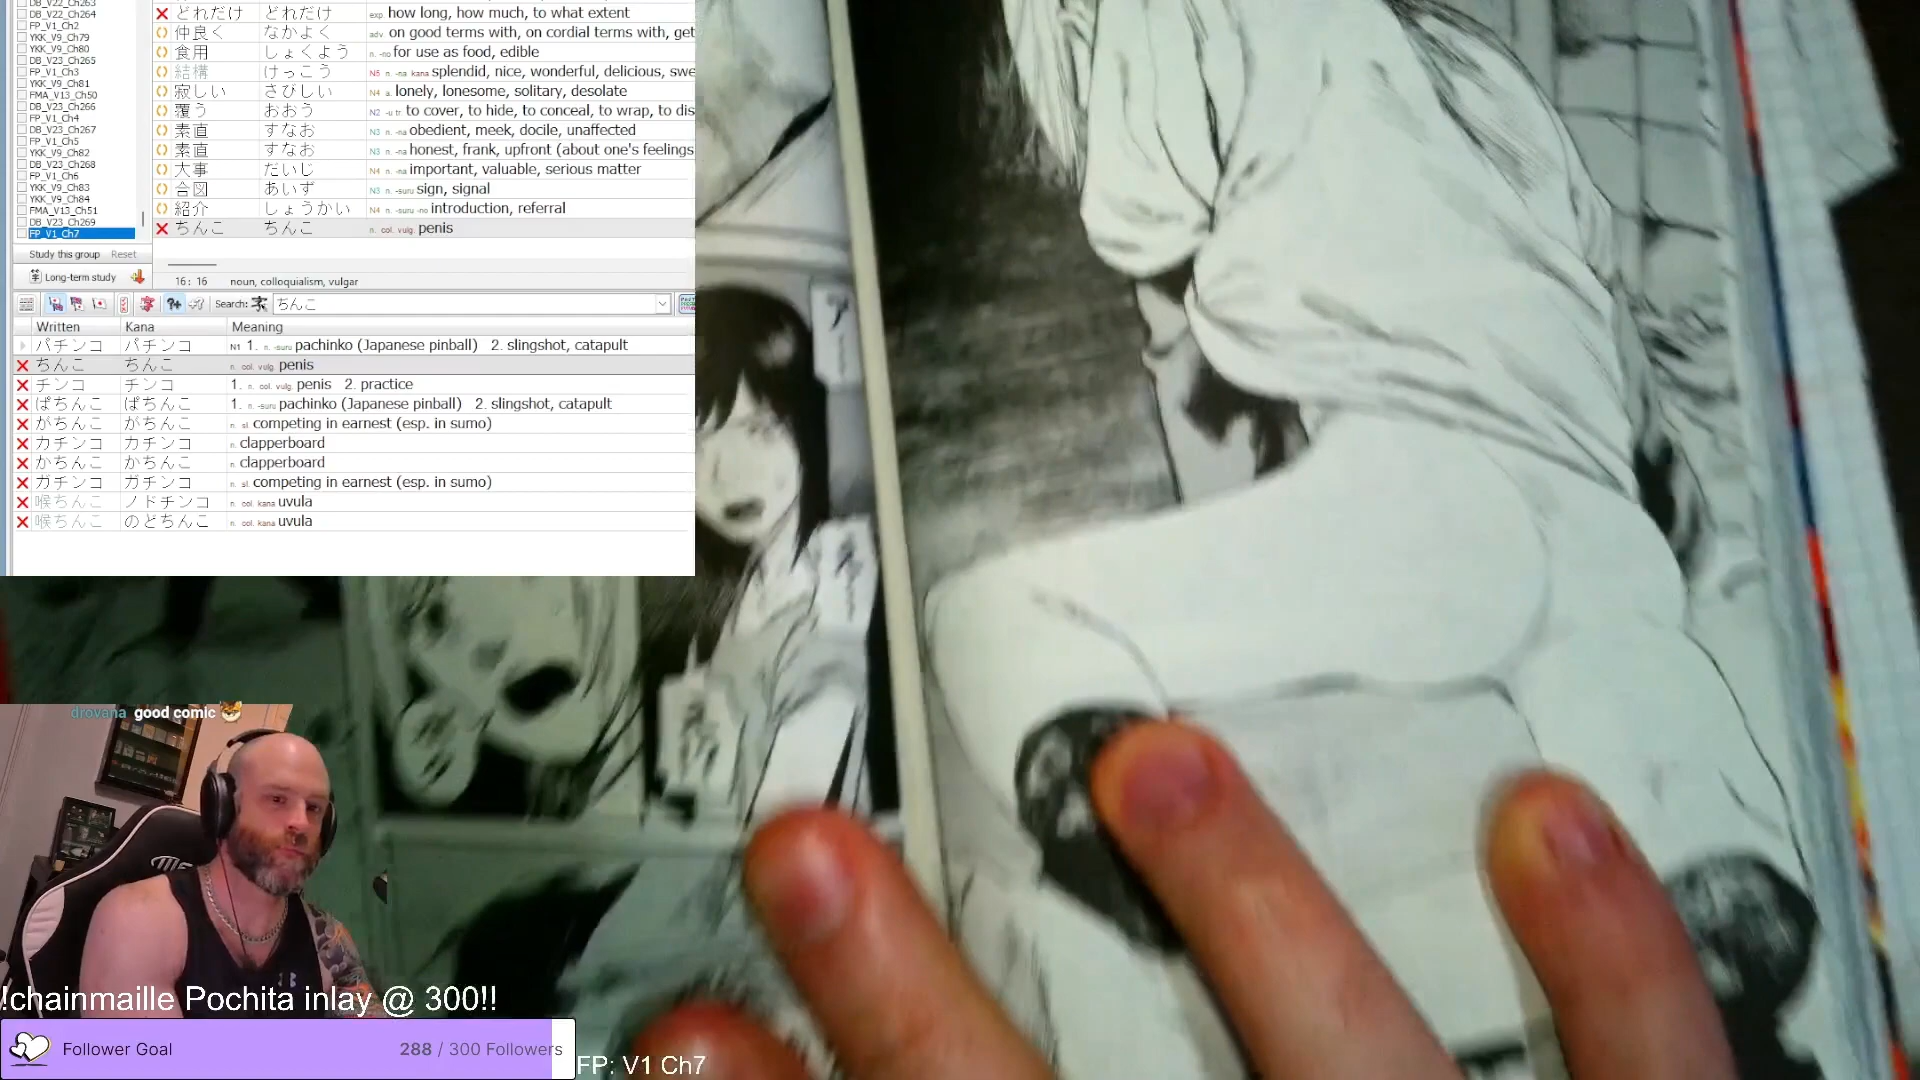 DB_V22_Ch263
DB_V22_Ch264
FP_V1_Ch2
YKK_V9_Ch79
YKK_V9_Ch80
DB_V23_Ch265
FP_V1_Ch3
YKK_V9_Ch81
FMA_V13_Ch50
DB_V23_Ch266
FP_V1_Ch4
DB_V23_Ch267
FP_V1_Ch5
YKK_V9_Ch82
DB_V23_Ch268
FP_V1_Ch6
YKK_V9_Ch83
YKK_V9_Ch84
FMA_V13_Ch51
DB_V23_Ch269
FP_V1_Ch7
Study this group Reset
Long-term study
どれだけ どれだけ exp. how long, how much, to what extent
仲良く なかよく adv on good terms with, on cordial terms with, get
食用 しょくよう n. -no for use as food, edible
結構 けっこう N5 n. -na kana splendid, nice, wonderful, delicious, swe
寂しい さびしい N4 a. lonely, lonesome, solitary, desolate
覆う おおう N2 -u tr. to cover, to hide, to conceal, to wrap, to dis
素直 すなお N3 n. -na obedient, meek, docile, unaffected
素直 すなお N3 n. -na honest, frank, upfront (about one's feelings
大事 だいじ N4 n. -na important, valuable, serious matter
合図 あいず N3 n. -suru sign, signal
紹介 しょうかい N4 n. -suru -no introduction, referral
ちんこ ちんこ n. col. vulg. penis
16: 16 noun, colloquialism, vulgar
Search: ちんこ
Written Kana Meaning
パチンコ パチンコ N1 1. n. -suru pachinko (Japanese pinball) 2. slingshot, catapult
ちんこ ちんこ n. col. vulg. penis
チンコ チンコ 1. n. col. vulg. penis 2. practice
ぱちんこ ぱちんこ 1. n. -suru pachinko (Japanese pinball) 2. slingshot, catapult
がちんこ がちんこ n. sl. competing in earnest (esp. in sumo)
カチンコ カチンコ n. clapperboard
かちんこ かちんこ n. clapperboard
ガチンコ ガチンコ n. sl. competing in earnest (esp. in sumo)
喉ちんこ ノドチンコ n. col. kana uvula
喉ちんこ のどちんこ n. col. kana uvula
drovana good comic
!chainmaille Pochita inlay @ 300!!
Follower Goal 288 / 300 Followers
FP: V1 Ch7